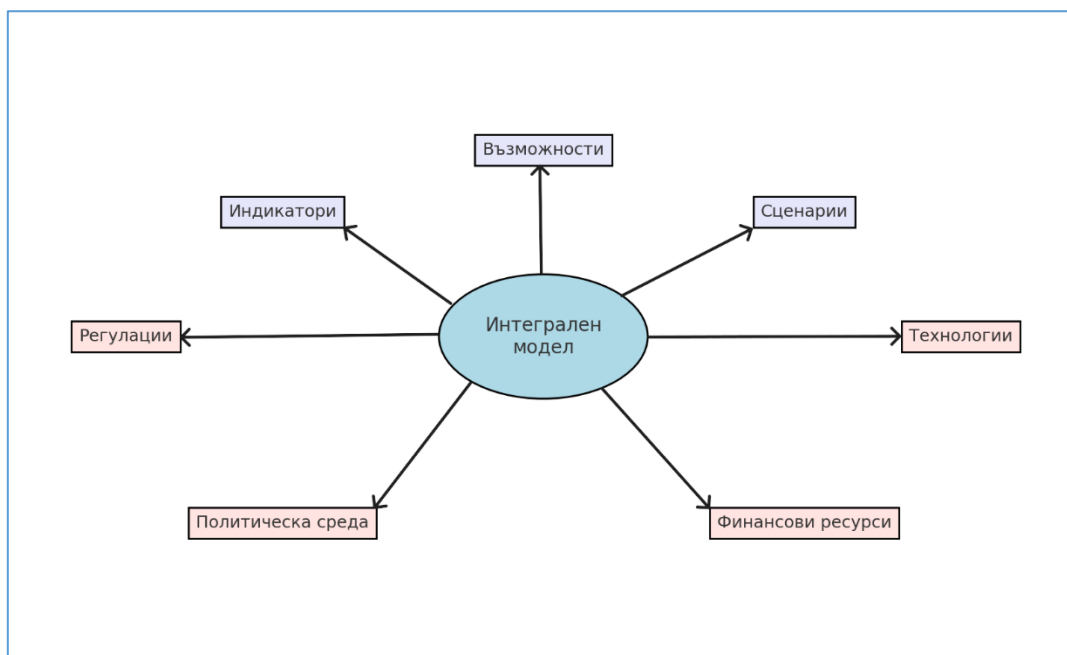 Възможности
Индикатори
Сценарии
Интегрален
модел
Регулации
Технологии
Политическа среда
Финансови ресурси